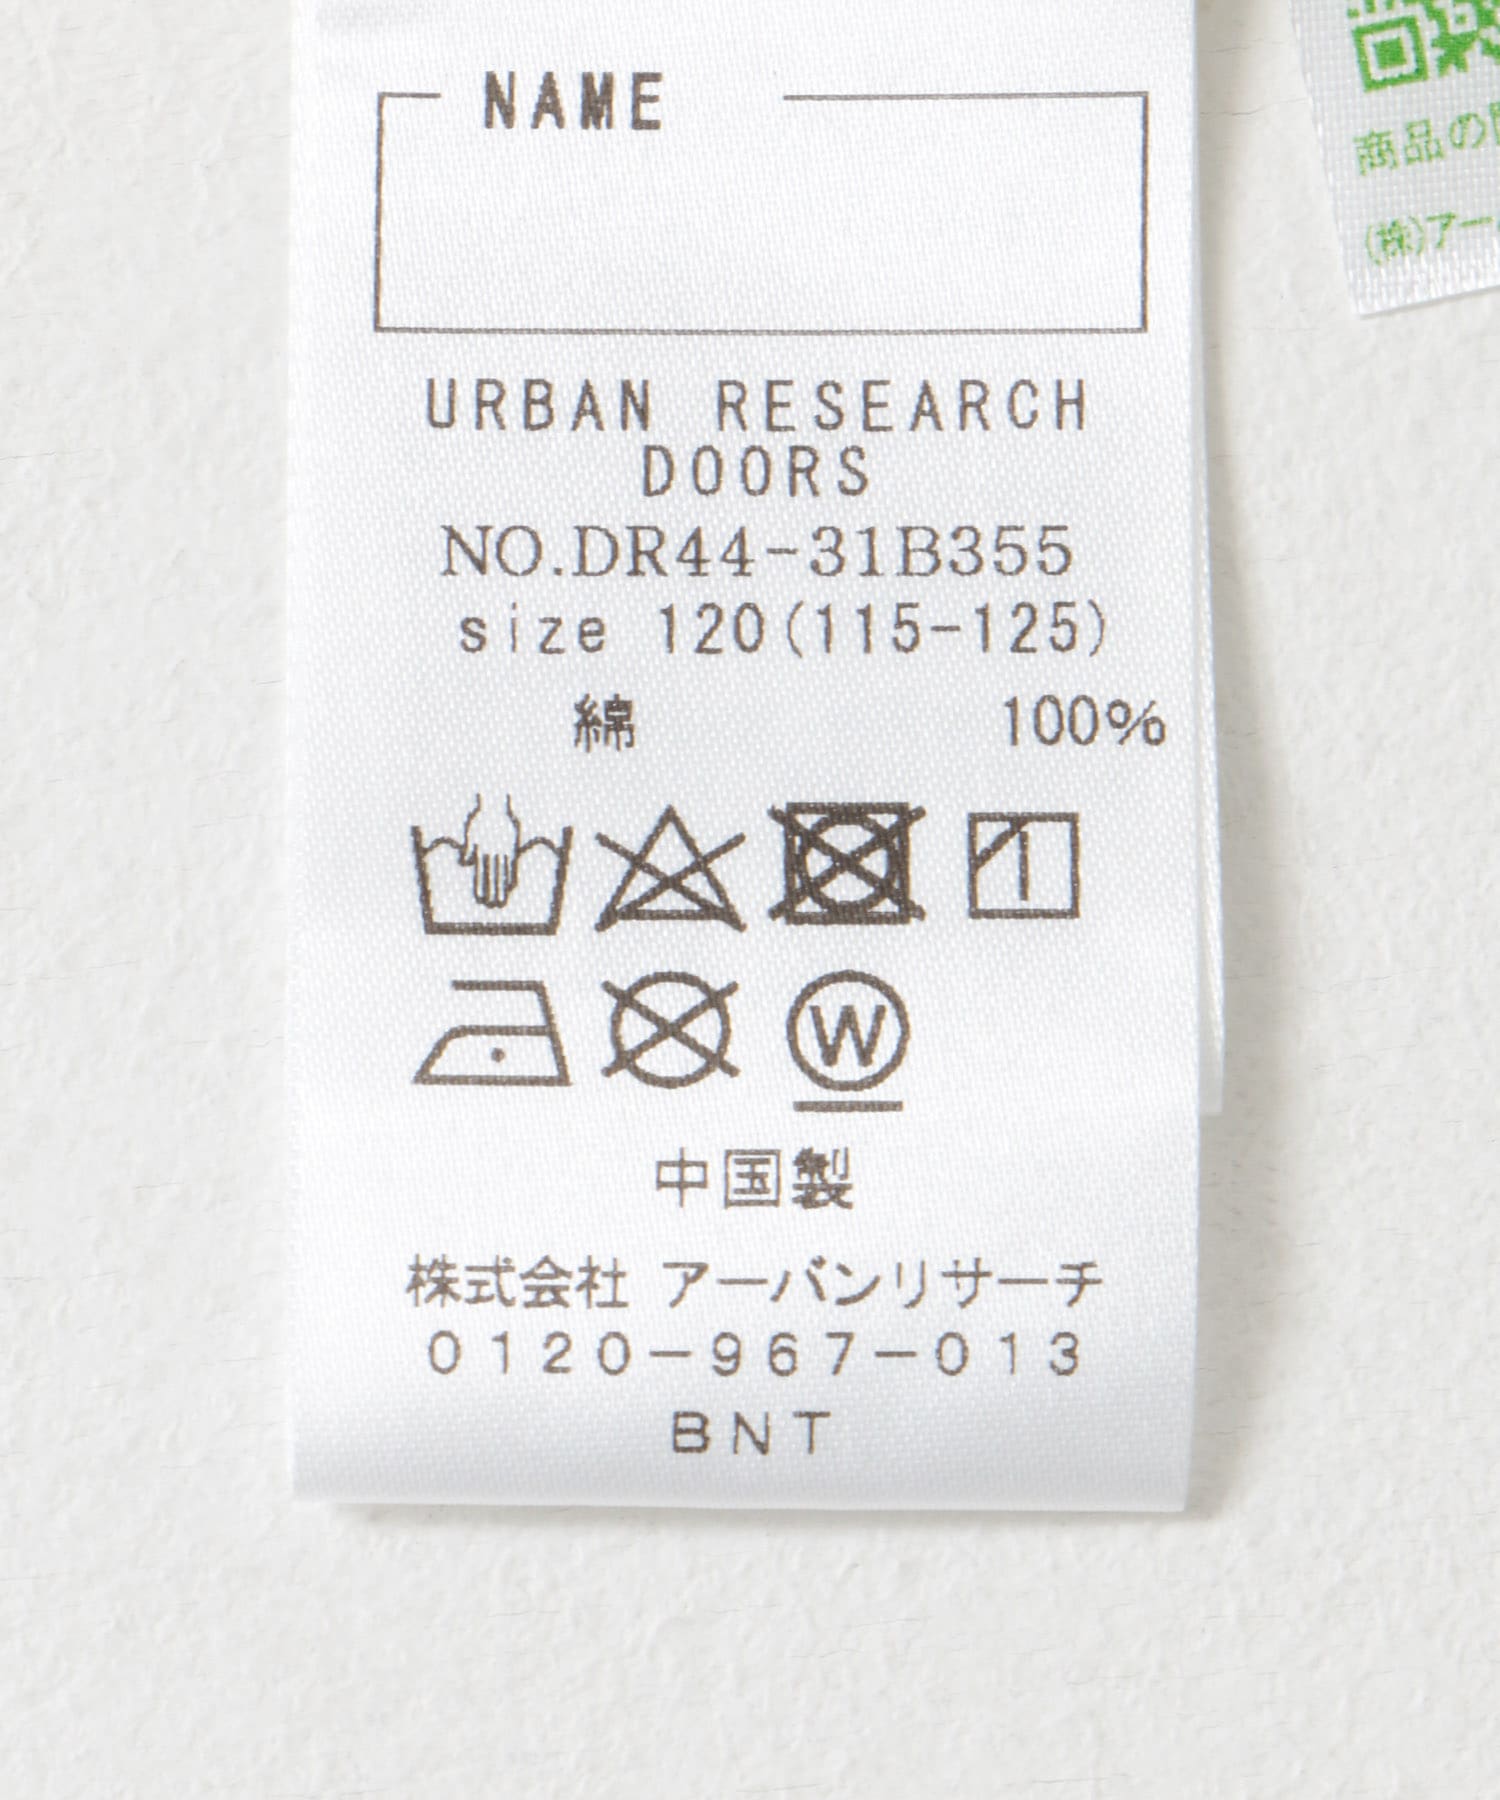 NAME
URBAN RESEARCH
DOORS
NO.DR44-31B355
size 120(115-125)
綿 100%
W
中国製
株式会社 アーバンリサーチ
0120-967-013
BNT
商品の
(株)アー